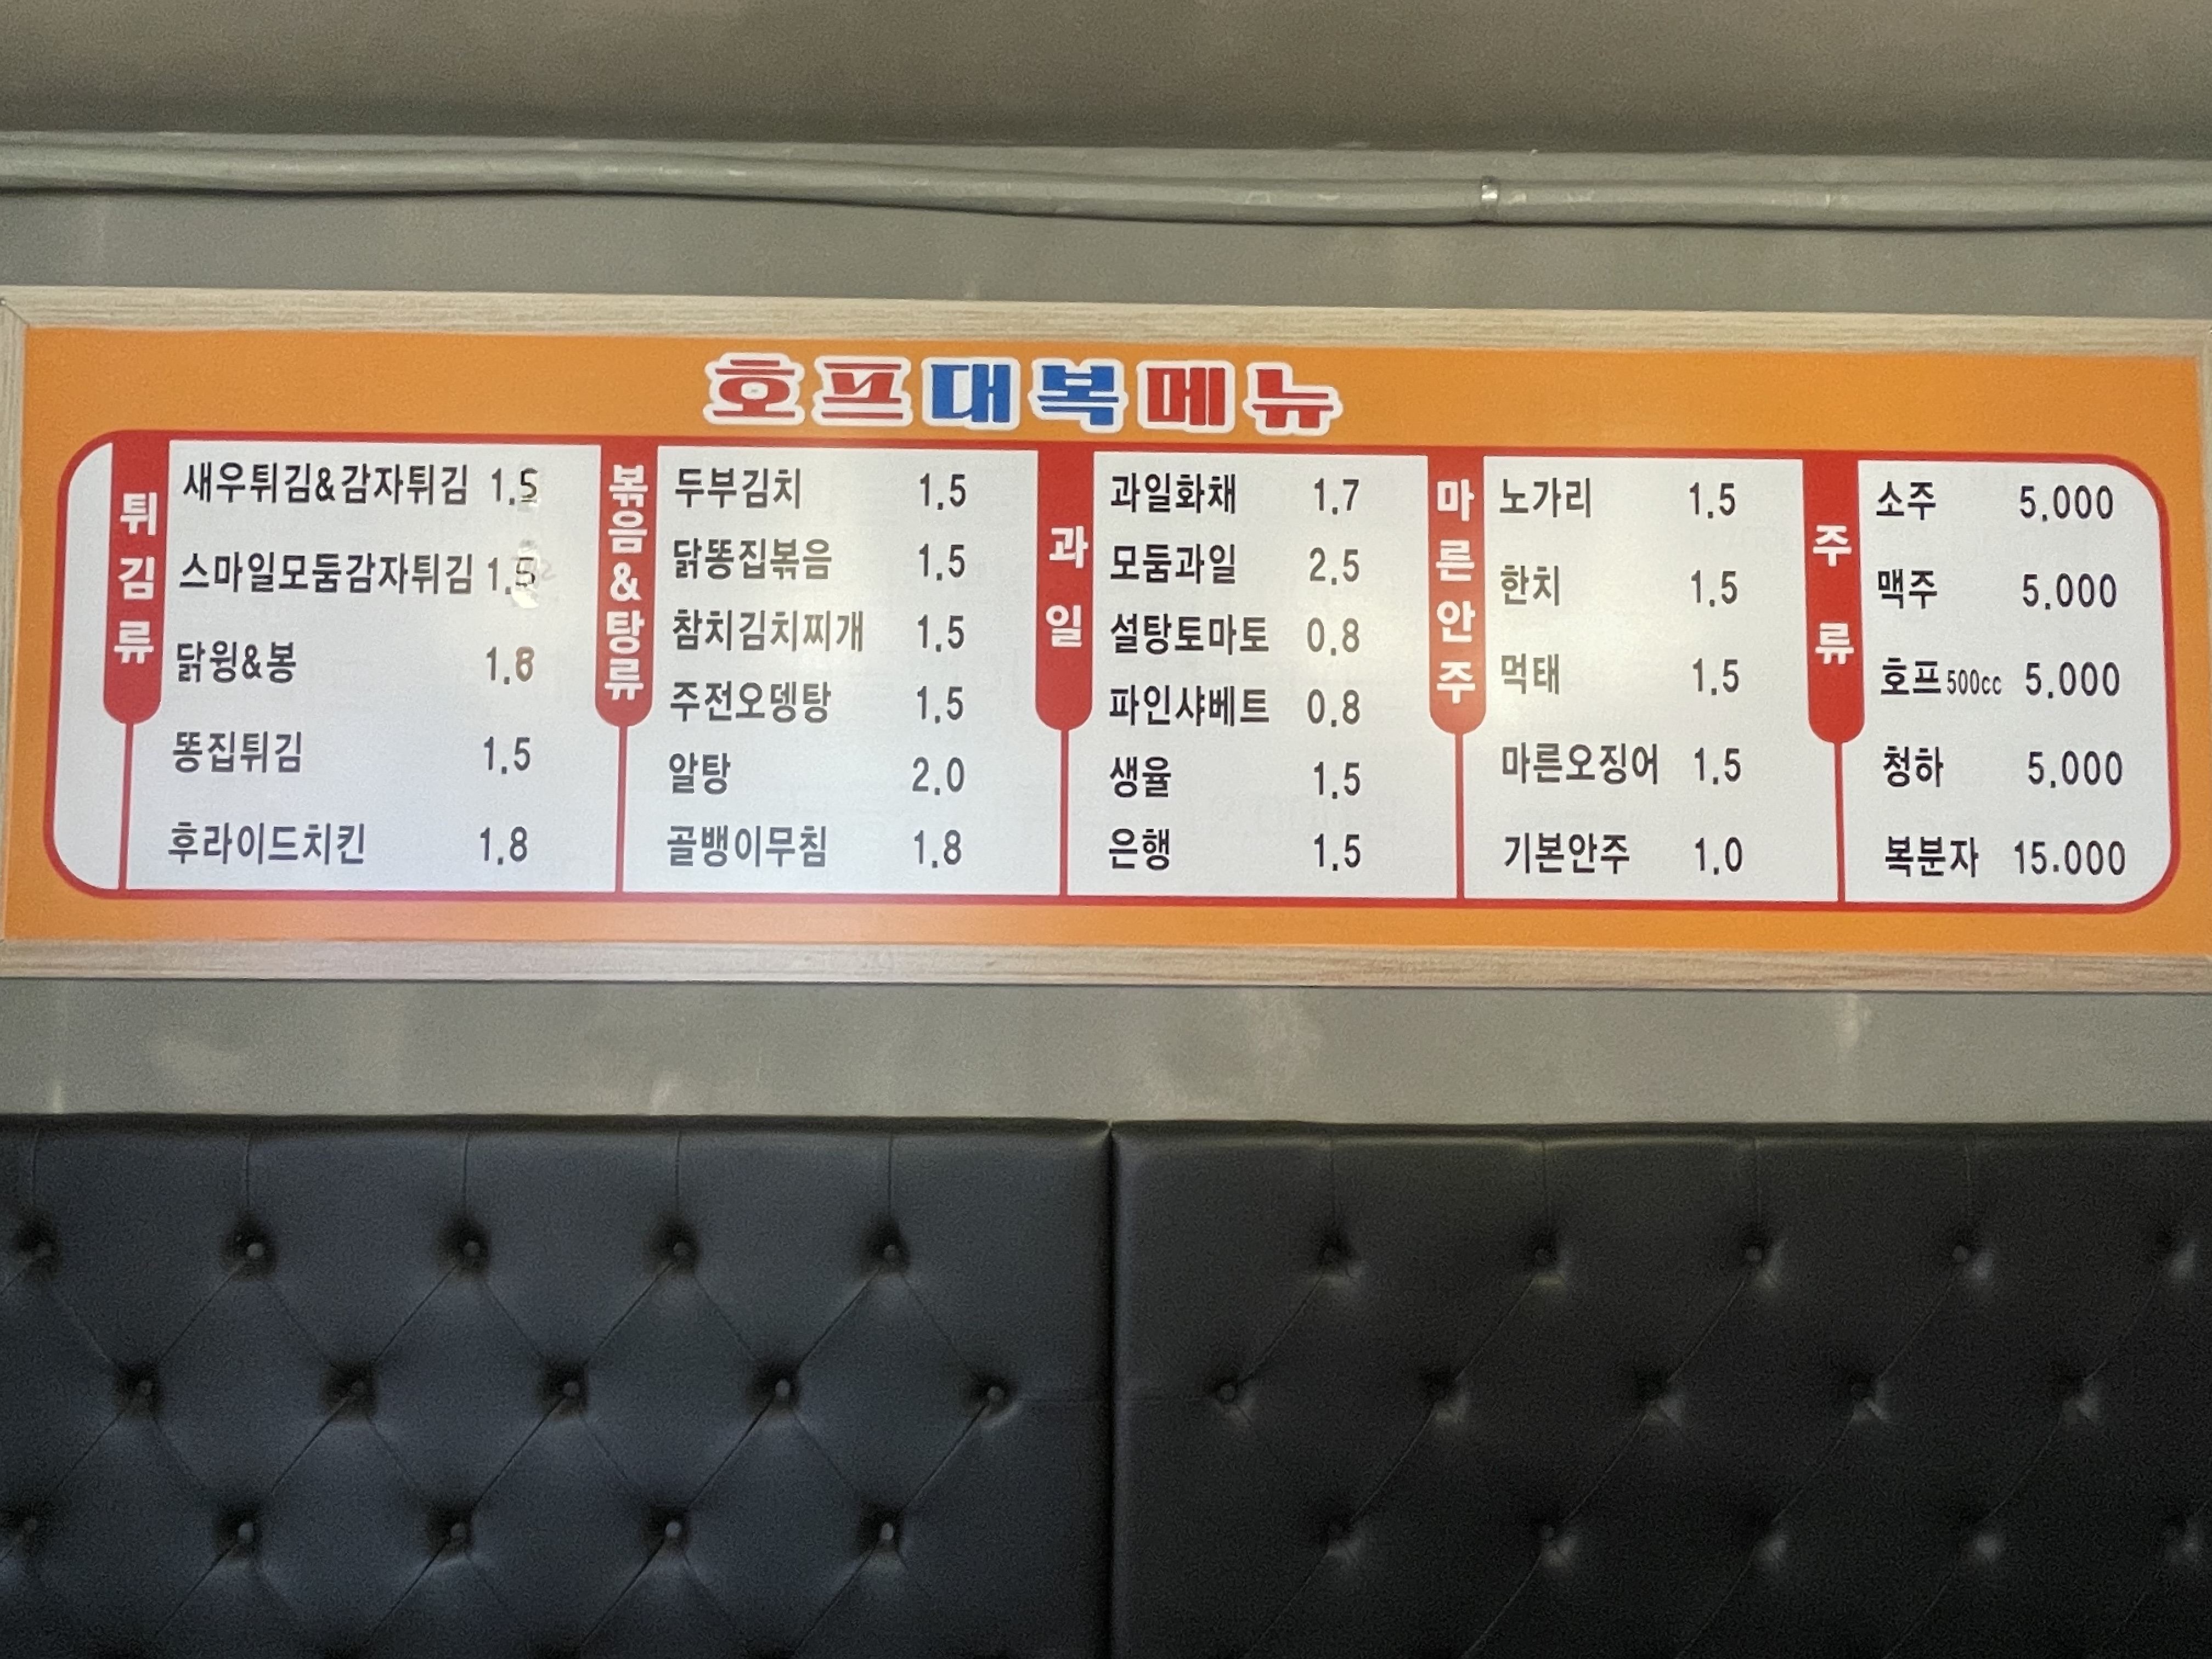 호프대복메뉴
튀김류
새우튀김&감자튀김 1.5
스마일모둠감자튀김 1.5
닭윙&봉 1.8
똥집튀김 1.5
후라이드치킨 1.8
볶음&탕류
두부김치 1.5
닭똥집볶음 1.5
참치김치찌개 1.5
주전오뎅탕 1.5
알탕 2.0
골뱅이무침 1.8
과일
과일화채 1.7
모둠과일 2.5
설탕토마토 0.8
파인샤베트 0.8
생율 1.5
은행 1.5
마른안주
노가리 1.5
한치 1.5
먹태 1.5
마른오징어 1.5
기본안주 1.0
주류
소주 5.000
맥주 5.000
호프 500cc 5.000
청하 5.000
복분자 15.000